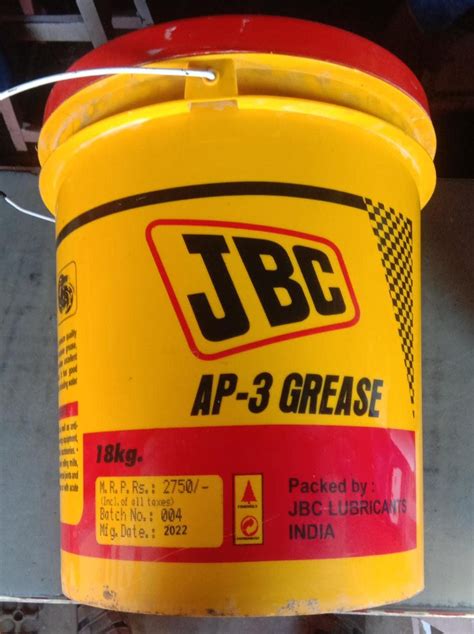 JBC
AP-3 GREASE
18kg.
M.R.P.Rs.: 2750/-
(Incl. of all taxes)
Batch No.: 004
Mfg.Date.: 2022
Packed by :
JBC LUBRICANTS
INDIA